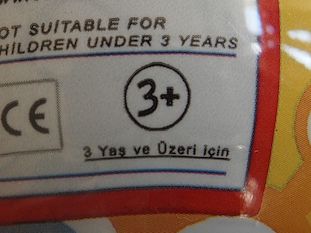 OT SUITABLE FOR
HILDREN UNDER 3 YEARS
3+
CE
3 Yaş ve Üzeri için